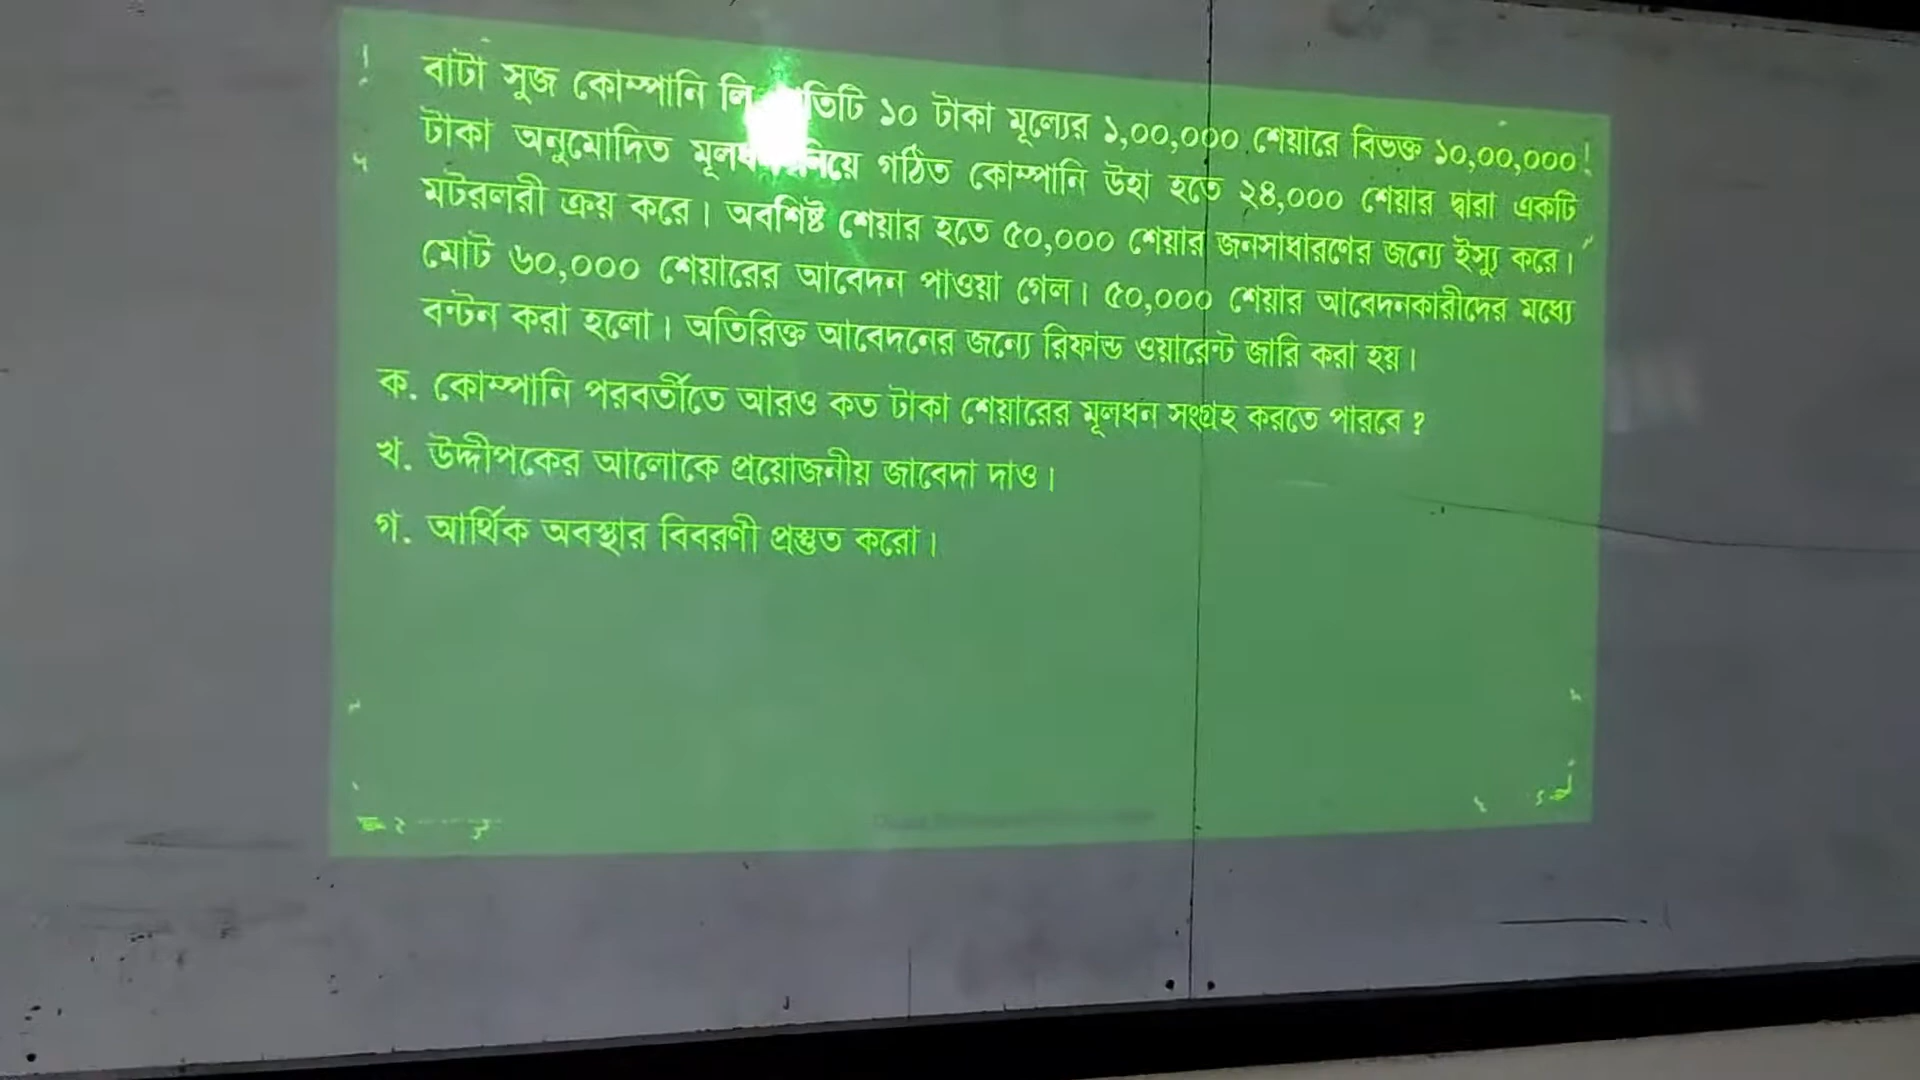 বাটা সুজ কোম্পানি লি প্রতিটি ১০ টাকা মূল্যের ১,০০,০০০ শেয়ারে বিভক্ত ১০,০০,০০০
টাকা অনুমোদিত মূলধন নিয়ে গঠিত কোম্পানি উহা হতে ২৪,০০০ শেয়ার দ্বারা একটি
মটরলরী ক্রয় করে। অবশিষ্ট শেয়ার হতে ৫০,০০০ শেয়ার জনসাধারণের জন্যে ইস্যু করে।
মোট ৬০,০০০ শেয়ারের আবেদন পাওয়া গেল। ৫০,০০০ শেয়ার আবেদনকারীদের মধ্যে
বন্টন করা হলো। অতিরিক্ত আবেদনের জন্যে রিফান্ড ওয়ারেন্ট জারি করা হয়।
ক. কোম্পানি পরবর্তীতে আরও কত টাকা শেয়ারের মূলধন সংগ্রহ করতে পারবে?
খ. উদ্দীপকের আলোকে প্রয়োজনীয় জাবেদা দাও।
গ. আর্থিক অবস্থার বিবরণী প্রস্তুত করো।